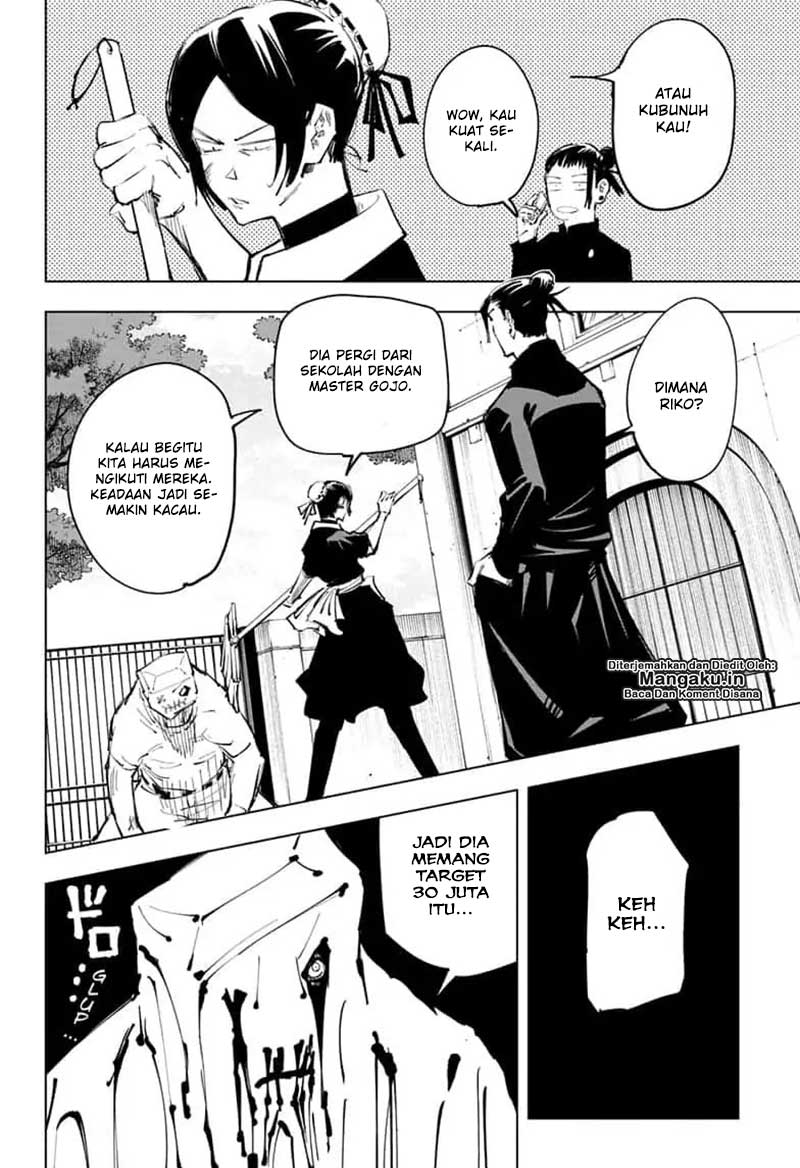 ATAU
KUBUNUH
KAU!
WOW, KAU
KUAT SE-
KALI.
DIMANA
RIKO?
DIA PERGI DARI
SEKOLAH DENGAN
MASTER GOJO.
KALAU BEGITU
KITA HARUS ME-
NGIKUTI MEREKA.
KEADAAN JADI SE-
MAKIN KACAU.
Diterjemahkan dan Diedit Oleh:
Mangaku.in
Baca Dan Koment Disana
KEH
KEH...
JADI DIA
MEMANG
TARGET
30 JUTA
ITU...
ドロ...
GLUP...